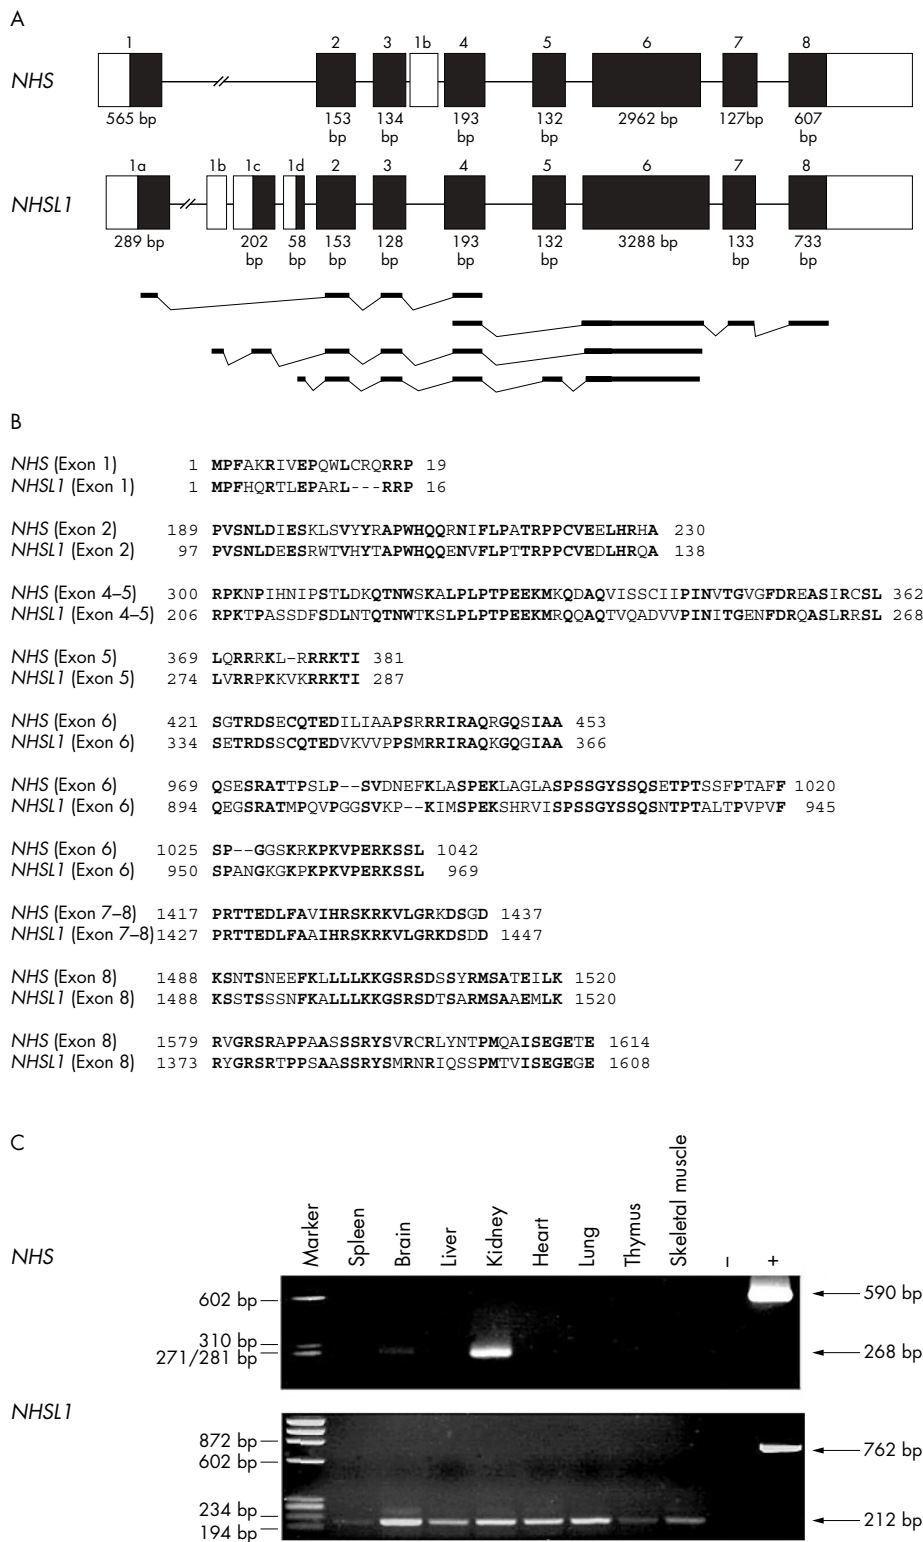 A
1 2 3 1b 4 5 6 7 8
NHS
565 bp 153 bp 134 bp 193 bp 132 bp 2962 bp 127bp 607 bp
1a 1b 1c 1d 2 3 4 5 6 7 8
NHSL1
289 bp 202 bp 58 bp 153 bp 128 bp 193 bp 132 bp 3288 bp 133 bp 733 bp
B
NHS (Exon 1) 1 MPFAKRIVEPQWLCRQRRP 19
NHSL1 (Exon 1) 1 MPFHQRTLEPARL---RRP 16
NHS (Exon 2) 189 PVSNLDIESKLSVYYRAPWHQQRNIFLPATRPPCVEELHRHA 230
NHSL1 (Exon 2) 97 PVSNLDEESRWTVHYTAPWHQQENVFLPTTRPPCVEDLHRQA 138
NHS (Exon 4–5) 300 RPKNPIHNIPSTLDKQTNWSKALPLPTPEEKMKQDAQVISSCIIPINVTGVGFDREASIRCSL 362
NHSL1 (Exon 4–5) 206 RPKTPASSDFSDLNTQTNWTKSLPLPTPEEKMRQQAQTVQADVVPINITGENFDRQASLRRSL 268
NHS (Exon 5) 369 LQRRRKL-RRRKTI 381
NHSL1 (Exon 5) 274 LVRRPKKVKRRKTI 287
NHS (Exon 6) 421 SGTRDSECQTEDILIAAPSRRRIRAQRGQSIAA 453
NHSL1 (Exon 6) 334 SETRDSSCQTEDVKVVPPSMRRIRAQKGQGIAA 366
NHS (Exon 6) 969 QSESRATTPSLP--SVDNEFKLASPEKLAGLASPSSGYSSQSETPTSSFPTAFF 1020
NHSL1 (Exon 6) 894 QEGSRATMPQVPGGSVKP--KIMSPEKSHRVISPSSGYSSQSNTPTALTPVPVF 945
NHS (Exon 6) 1025 SP--GGSKRKPKVPERKSSL 1042
NHSL1 (Exon 6) 950 SPANGKGKPKPKVPERKSSL 969
NHS (Exon 7–8) 1417 PRTTEDLFAVIHRSKRKVLGRKDSGD 1437
NHSL1 (Exon 7–8) 1427 PRTTEDLFAAIHRSKRKVLGRKDSDD 1447
NHS (Exon 8) 1488 KSNTSNEEFKLLLLKKGSRSDSSYRMSATEILK 1520
NHSL1 (Exon 8) 1488 KSSTSSSNFKALLLKKGSRSDTSARMSAAEMLK 1520
NHS (Exon 8) 1579 RVGRSRAPPAASSSRYSVRCRLYNTPMQAISEGETE 1614
NHSL1 (Exon 8) 1373 RYGRSRTPPSAASSRYSMRNRIQSSPMTVISEGEGE 1608
C
Marker Spleen Brain Liver Kidney Heart Lung Thymus Skeletal muscle – +
NHS
602 bp 590 bp
310 bp
271/281 bp 268 bp
NHSL1
872 bp 762 bp
602 bp
234 bp 212 bp
194 bp